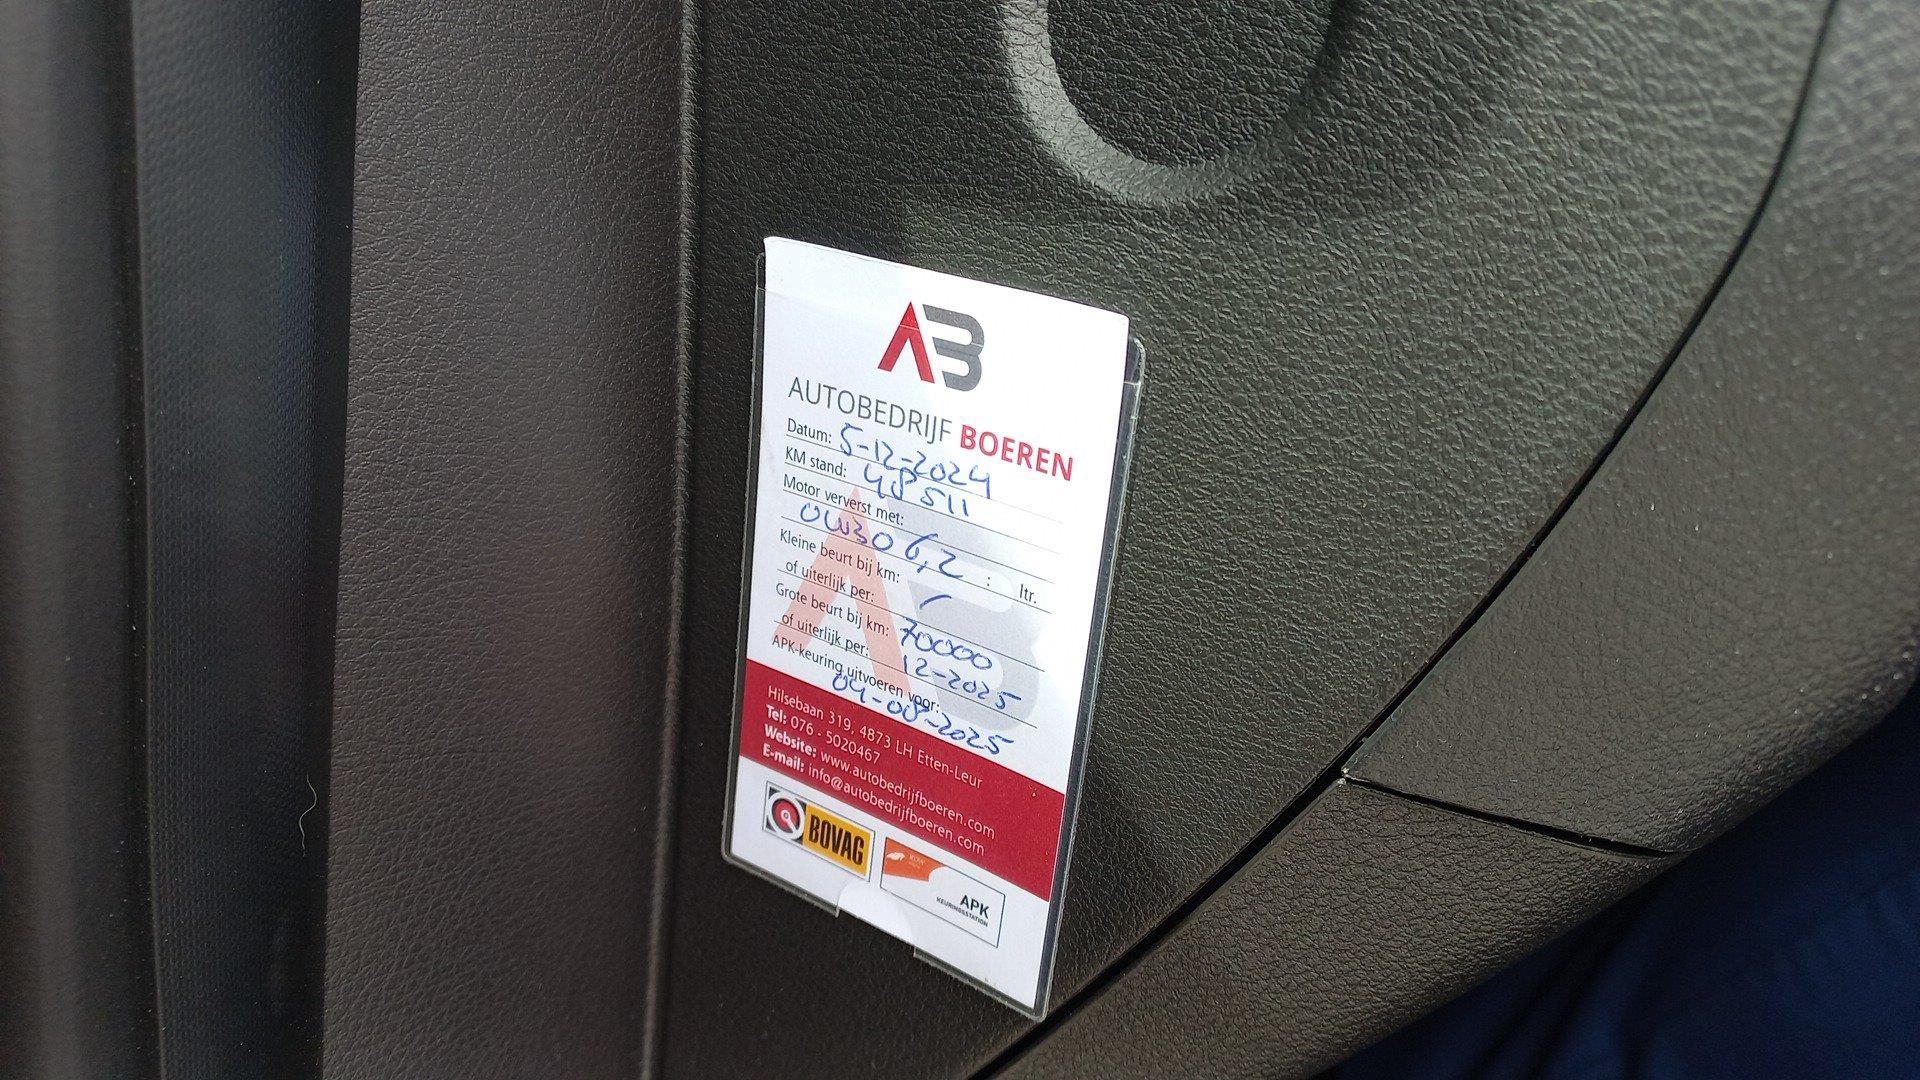 AB
AUTOBEDRIJF BOEREN
Datum: 5-12-2024
KM stand: 48511
Motor ververst met:
0W30 6,2 : ltr.
Kleine beurt bij km:
of uiterlijk per: /
Grote beurt bij km: 70000
of uiterlijk per: 12-2025
APK-keuring uitvoeren voor:
04-08-2025
Hilsebaan 319, 4873 LH Etten-Leur
Tel: 076 - 5020467
Website: www.autobedrijfboeren.com
E-mail: info@autobedrijfboeren.com
BOVAG
RDW
APK
KEURINGSSTATION